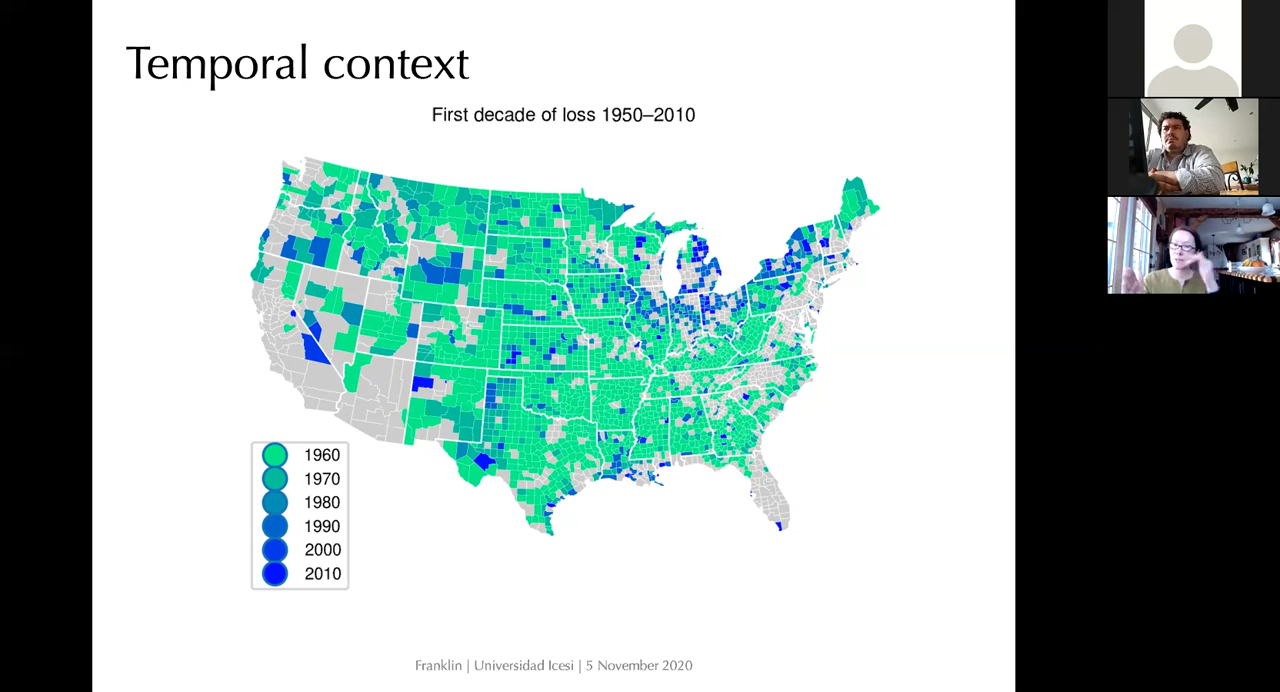 Temporal context
First decade of loss 1950–2010
1960
1970
1980
1990
2000
2010
Franklin | Universidad Icesi | 5 November 2020